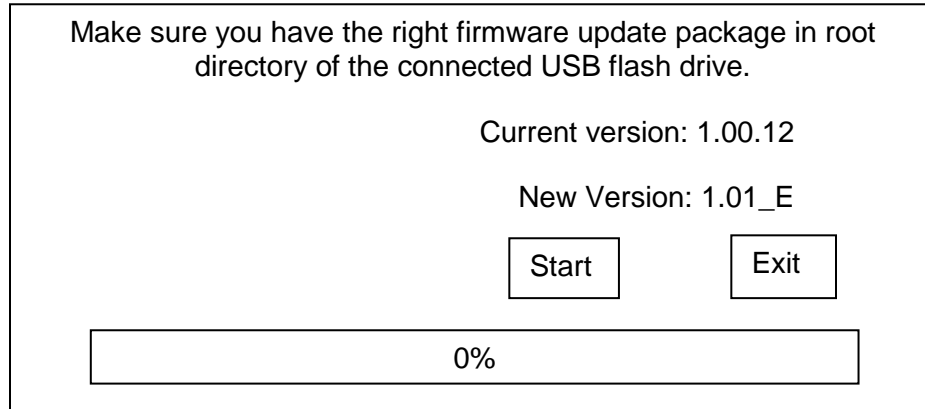 Make sure you have the right firmware update package in root
directory of the connected USB flash drive.
Current version: 1.00.12
New Version: 1.01_E
Start
Exit
0%